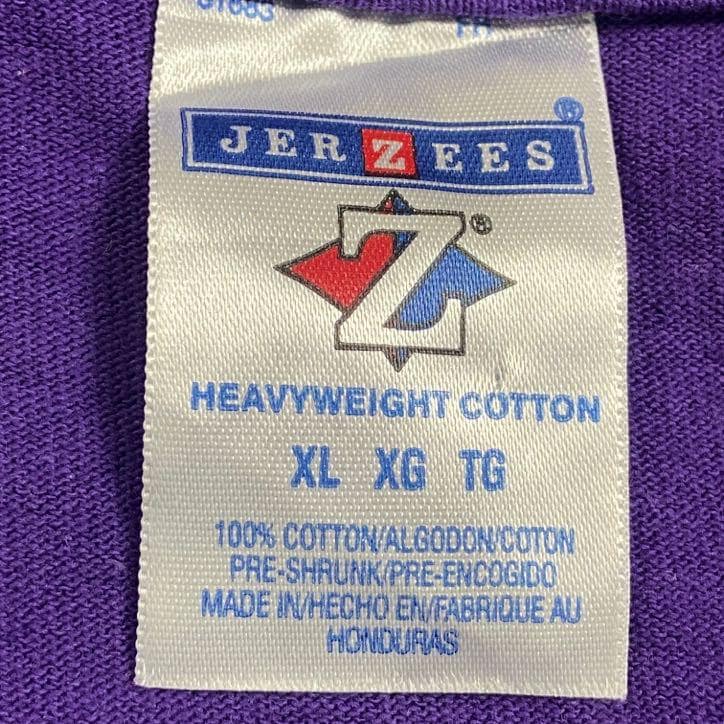 JERZEES ®
Z ®
HEAVYWEIGHT COTTON
XL XG TG
100% COTTON/ALGODON/COTON
PRE-SHRUNK/PRE-ENCOGIDO
MADE IN/HECHO EN/FABRIQUE AU
HONDURAS